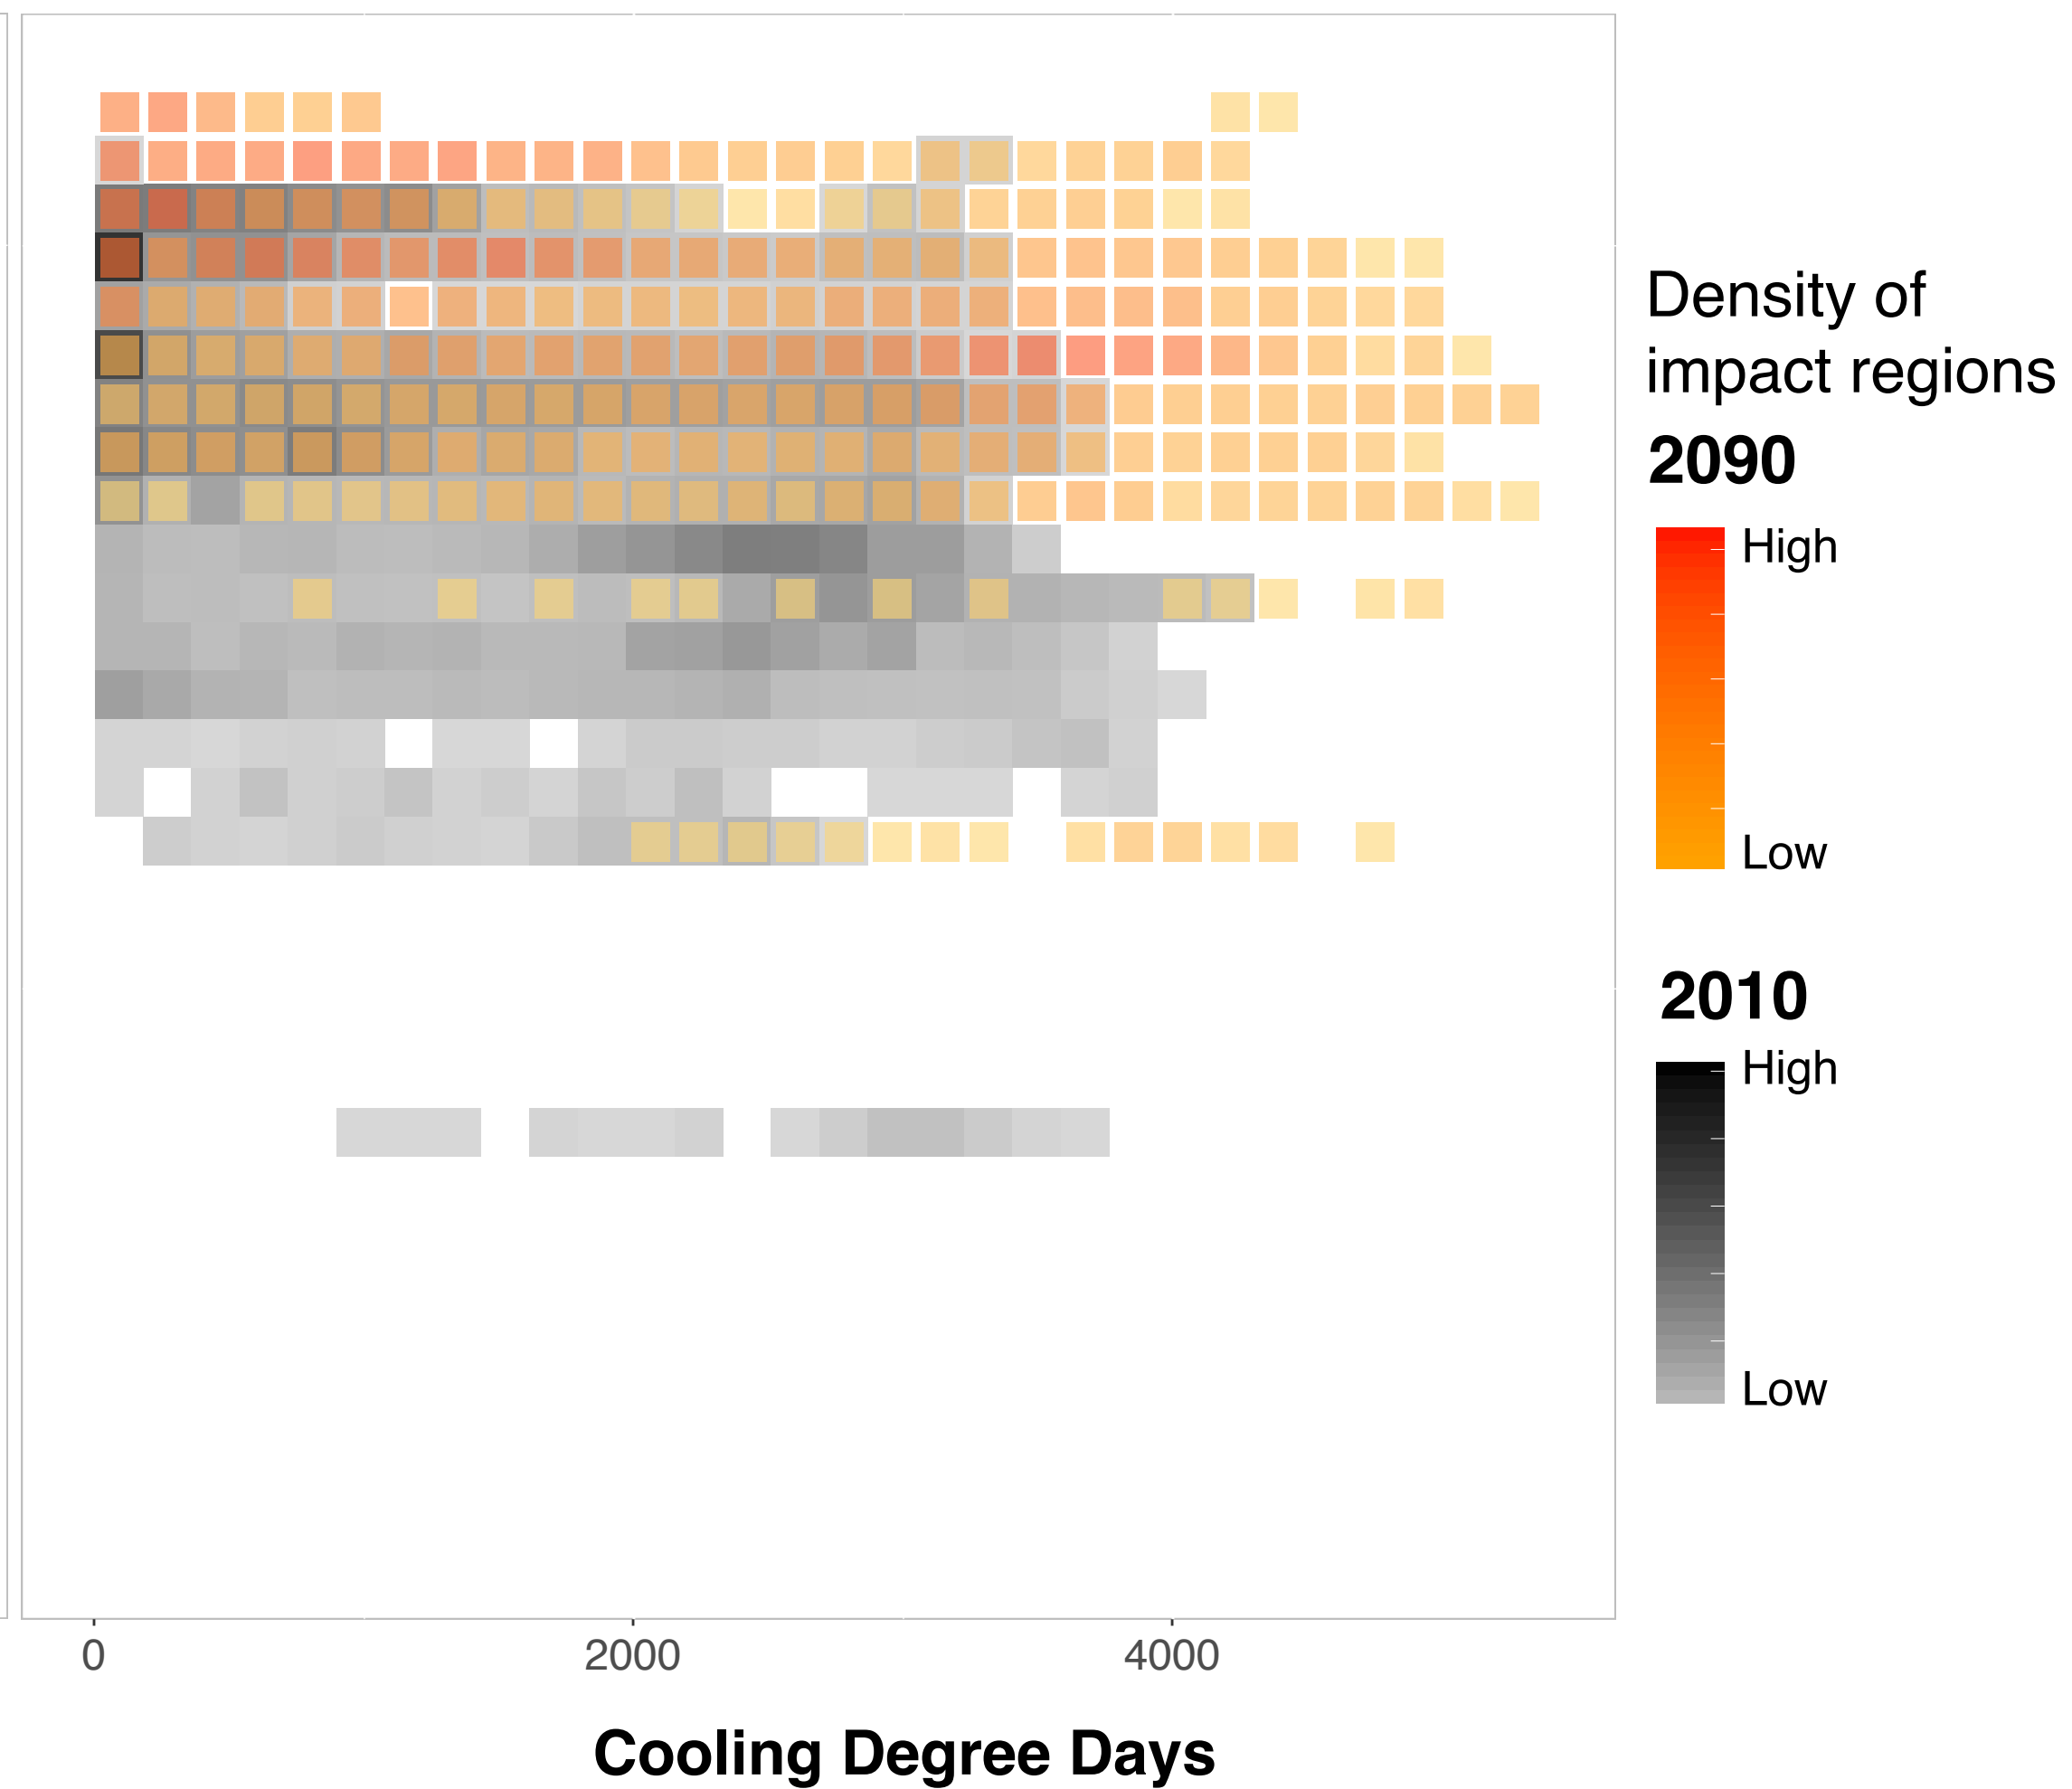 Density of
impact regions
2090
High
Low
2010
High
Low
0 2000 4000
Cooling Degree Days